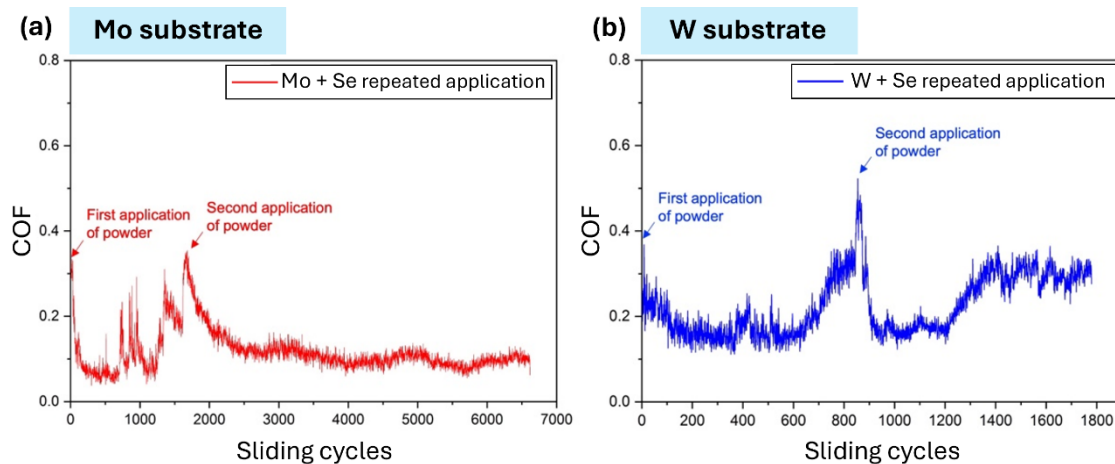 (a) Mo substrate
0.8
0.6
0.4
0.2
0.0
COF
Mo + Se repeated application
First application
of powder
Second application
of powder
0 1000 2000 3000 4000 5000 6000 7000
Sliding cycles
(b) W substrate
0.8
0.6
0.4
0.2
0.0
COF
W + Se repeated application
Second application
of powder
First application
of powder
0 200 400 600 800 1000 1200 1400 1600 1800
Sliding cycles